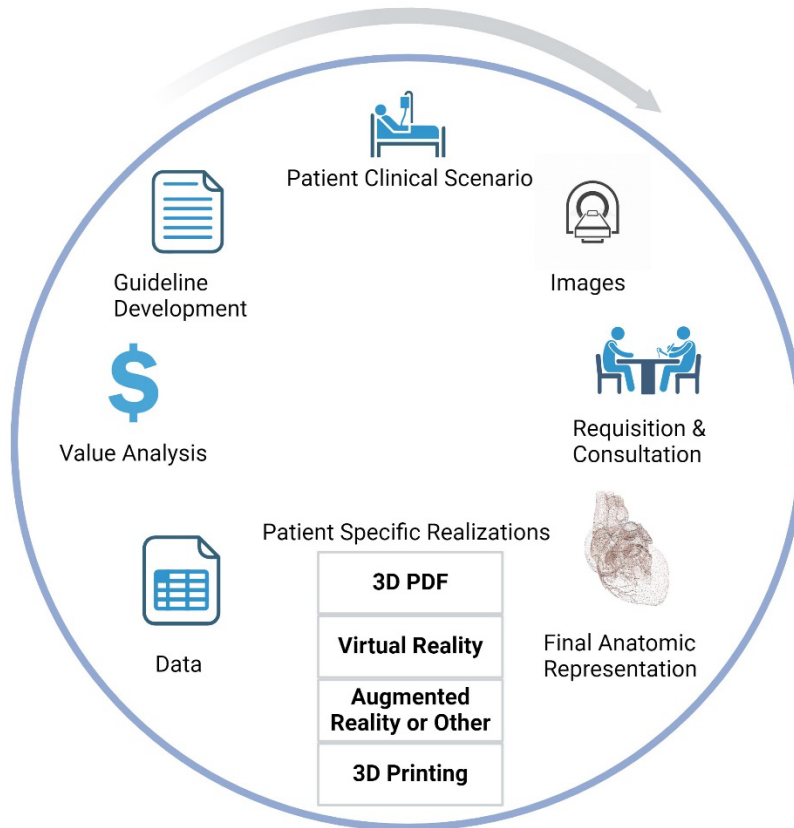 Patient Clinical Scenario
Images
Requisition &
Consultation
Final Anatomic
Representation
Patient Specific Realizations
3D PDF
Virtual Reality
Augmented
Reality or Other
3D Printing
Data
$
Value Analysis
Guideline
Development